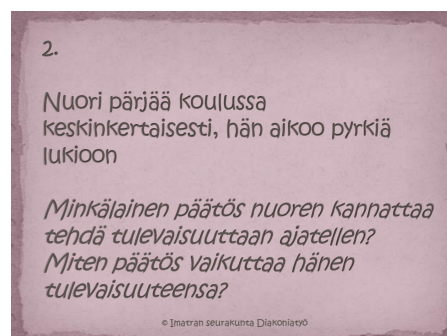 2.
Nuori pärjää koulussa
keskinkertaisesti, hän aikoo pyrkiä
lukioon
Minkälainen päätös nuoren kannattaa
tehdä tulevaisuuttaan ajatellen?
Miten päätös vaikuttaa hänen
tulevaisuuteensa?
© Imatran seurakunta Diakoniatyö